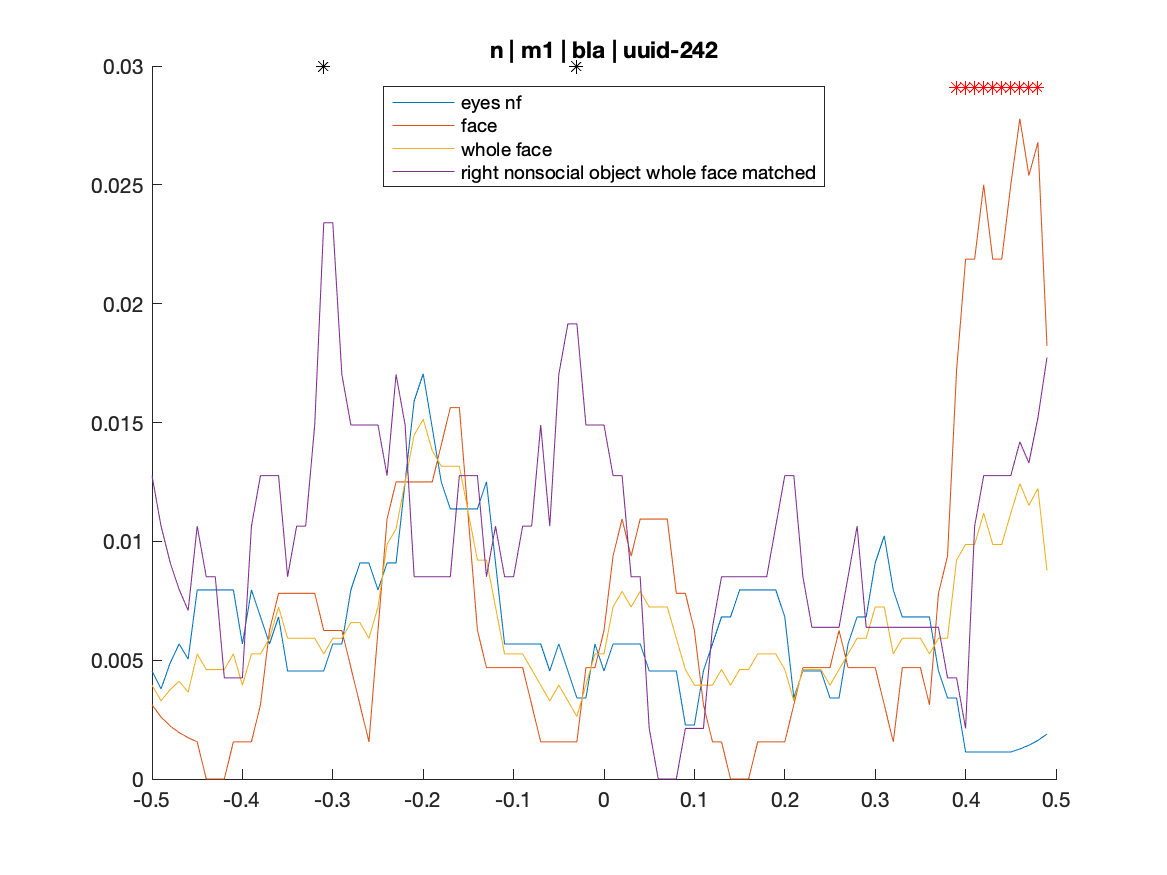 n | m1 | bla | uuid-242
eyes nf
face
whole face
right nonsocial object whole face matched
0.03
0.025
0.02
0.015
0.01
0.005
0
-0.5 -0.4 -0.3 -0.2 -0.1 0 0.1 0.2 0.3 0.4 0.5